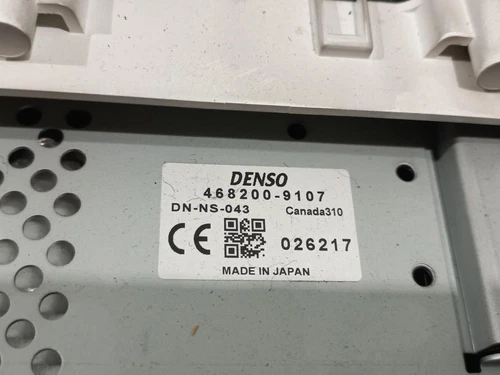 DENSO
468200-9107
DN-NS-043 Canada310
CE 026217
MADE IN JAPAN